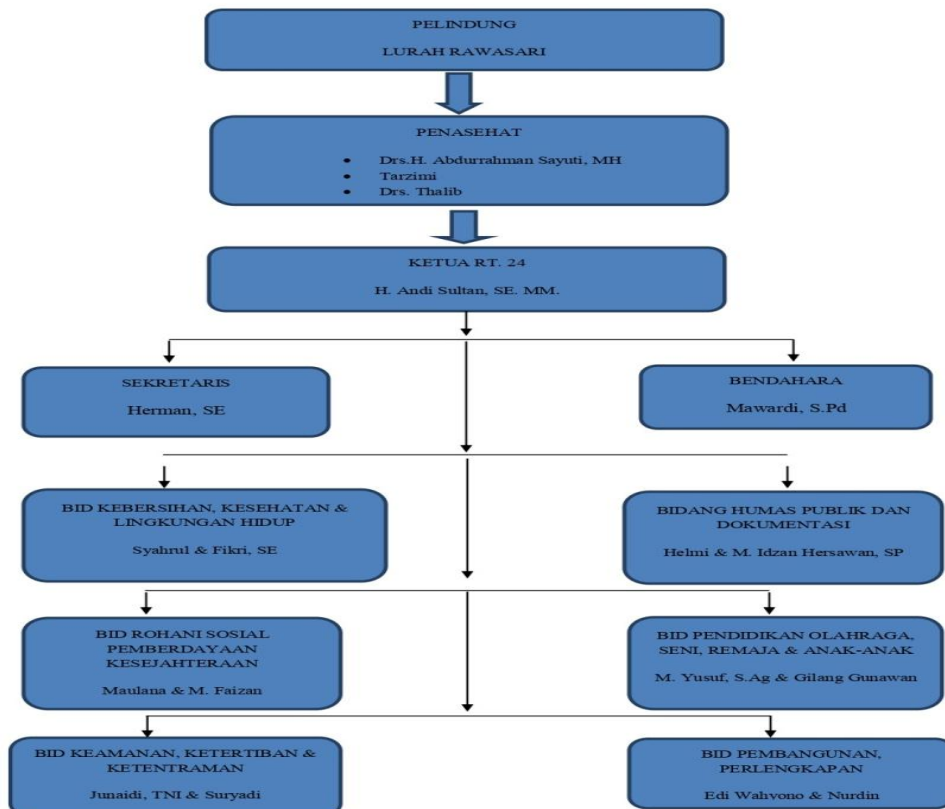 PELINDUNG
LURAH RAWASARI
PENASEHAT
• Drs.H. Abdurrahman Sayuti, MH
• Tarzimi
• Drs. Thalib
KETUA RT. 24
H. Andi Sultan, SE. MM.
SEKRETARIS
Herman, SE
BENDAHARA
Mawardi, S.Pd
BID KEBERSIHAN, KESEHATAN &
LINGKUNGAN HIDUP
Syahrul & Fikri, SE
BIDANG HUMAS PUBLIK DAN
DOKUMENTASI
Helmi & M. Idzan Hersawan, SP
BID ROHANI SOSIAL
PEMBERDAYAAN
KESEJAHTERAAN
Maulana & M. Faizan
BID PENDIDIKAN OLAHRAGA,
SENI, REMAJA & ANAK-ANAK
M. Yusuf, S.Ag & Gilang Gunawan
BID KEAMANAN, KETERTIBAN &
KETENTRAMAN
Junaidi, TNI & Suryadi
BID PEMBANGUNAN,
PERLENGKAPAN
Edi Wahyono & Nurdin